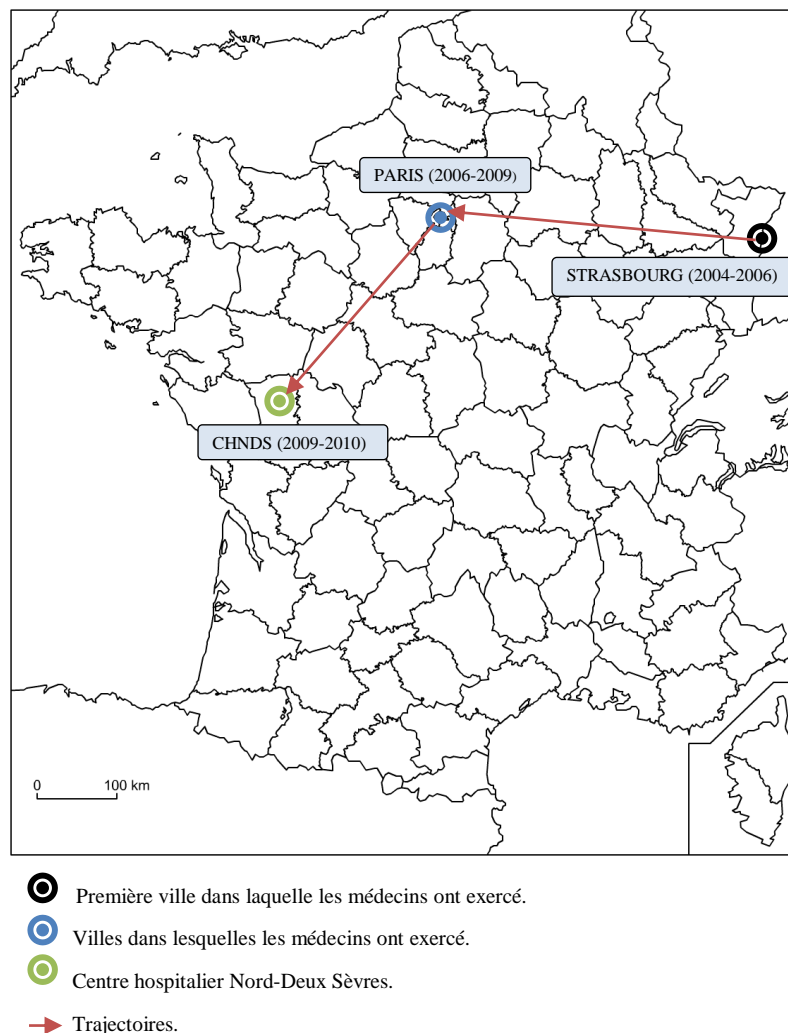 PARIS (2006-2009)
STRASBOURG (2004-2006)
CHNDS (2009-2010)
0 100 km
Première ville dans laquelle les médecins ont exercé.
Villes dans lesquelles les médecins ont exercé.
Centre hospitalier Nord-Deux Sèvres.
Trajectoires.